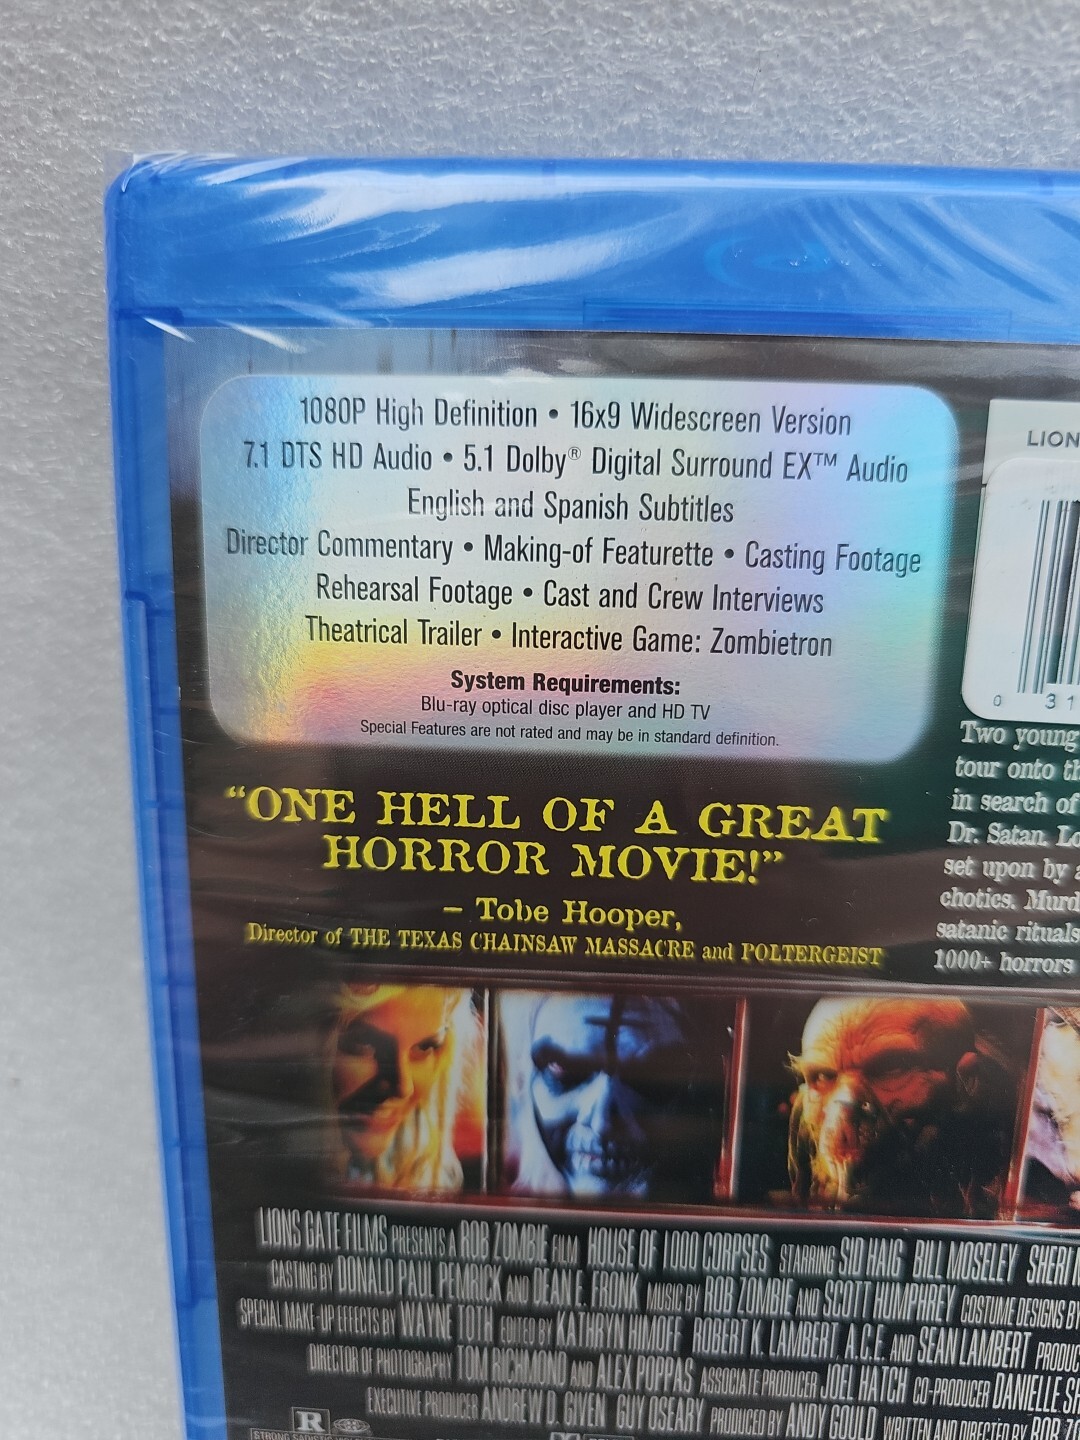 1080P High Definition • 16x9 Widescreen Version
7.1 DTS HD Audio • 5.1 Dolby® Digital Surround EX™ Audio
English and Spanish Subtitles
Director Commentary • Making-of Featurette • Casting Footage
Rehearsal Footage • Cast and Crew Interviews
Theatrical Trailer • Interactive Game: Zombietron
System Requirements:
Blu-ray optical disc player and HD TV
Special Features are not rated and may be in standard definition.
"ONE HELL OF A GREAT
HORROR MOVIE!"
– Tobe Hooper,
Director of THE TEXAS CHAINSAW MASSACRE and POLTERGEIST
LION
0 31
Two young
tour onto
in search of
Dr. Satan.
set upon by
chotics.
satanic rituals
1000+ horrors
LIONS GATE FILMS PRESENTS A ROB ZOMBIE FILM HOUSE OF 1000 CORPSES STARRING SID HAIG BILL MOSELEY SHERI
CASTING BY DONALD PAUL PEMRICK AND DEAN E. FRONK MUSIC BY ROB ZOMBIE AND SCOTT HUMPHREY COSTUME DESIGNS BY
SPECIAL MAKE-UP EFFECTS BY WAYNE TOTH EDITED BY KATHRYN HIMOFF ROBERT K. LAMBERT, A.C.E. AND SEAN LAMBERT
DIRECTOR OF PHOTOGRAPHY TOM RICHMOND AND ALEX POPPAS ASSOCIATE PRODUCER JOEL HATCH CO-PRODUCER DANIELLE
EXECUTIVE PRODUCER ANDREW D. GIVEN GUY OSEARY PRODUCED BY ANDY GOULD WRITTEN AND DIRECTED BY ROB
R